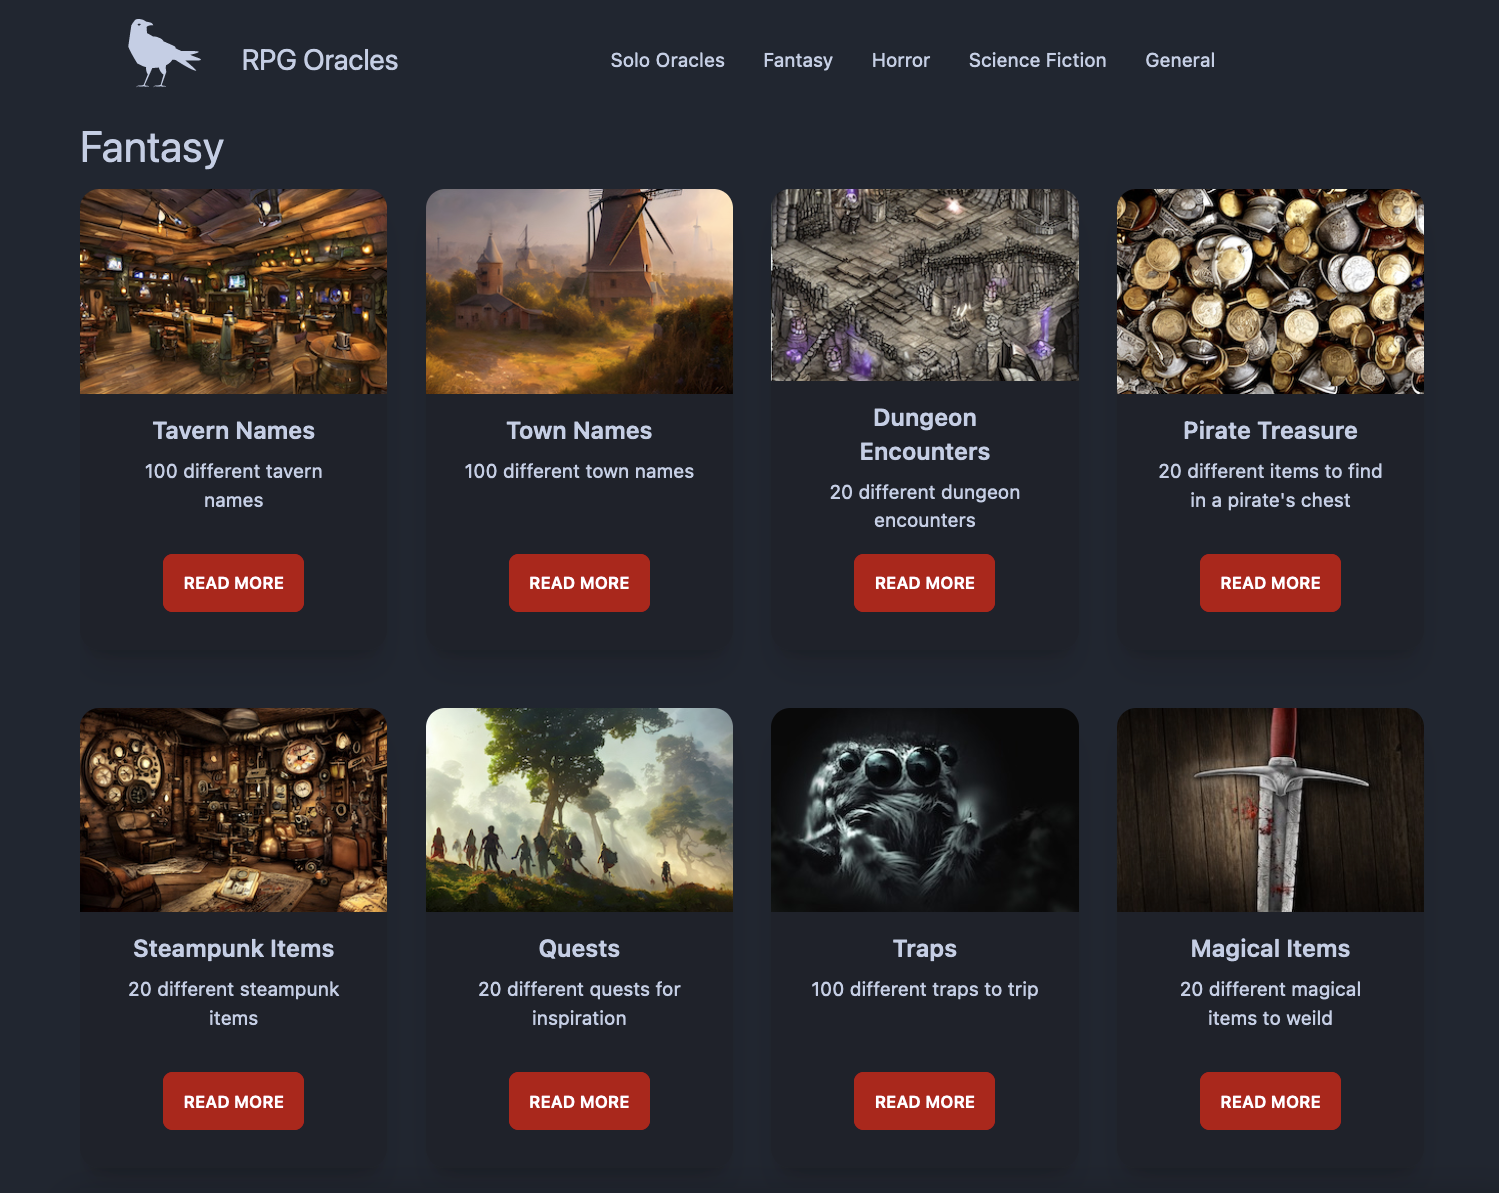 RPG Oracles
Solo Oracles
Fantasy
Horror
Science Fiction
General
Fantasy
Tavern Names
100 different tavern
names
READ MORE
Town Names
100 different town names
READ MORE
Dungeon
Encounters
20 different dungeon
encounters
READ MORE
Pirate Treasure
20 different items to find
in a pirate's chest
READ MORE
Steampunk Items
20 different steampunk
items
READ MORE
Quests
20 different quests for
inspiration
READ MORE
Traps
100 different traps to trip
READ MORE
Magical Items
20 different magical
items to weild
READ MORE